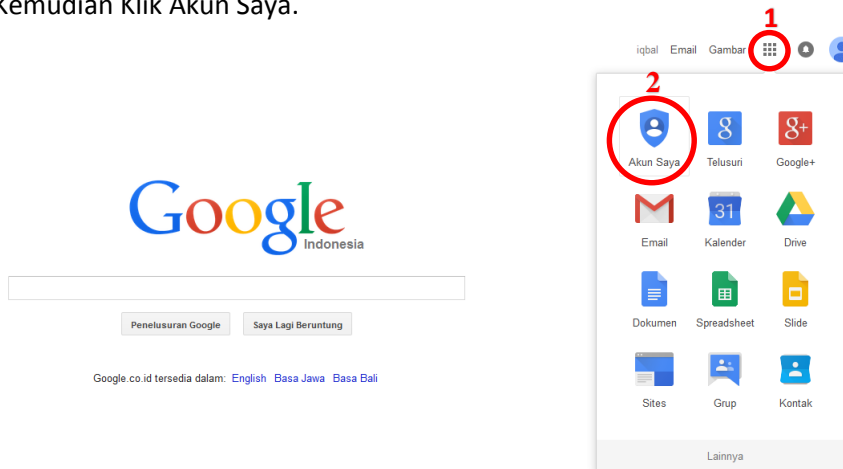 Kemudian Klik Akun Saya.
1
iqbal Email Gambar
2
Akun Saya Telusuri Google+
31
Email Kalender Drive
Dokumen Spreadsheet Slide
Sites Grup Kontak
Lainnya
Google
Indonesia
Penelusuran Google Saya Lagi Beruntung
Google.co.id tersedia dalam: English Basa Jawa Basa Bali